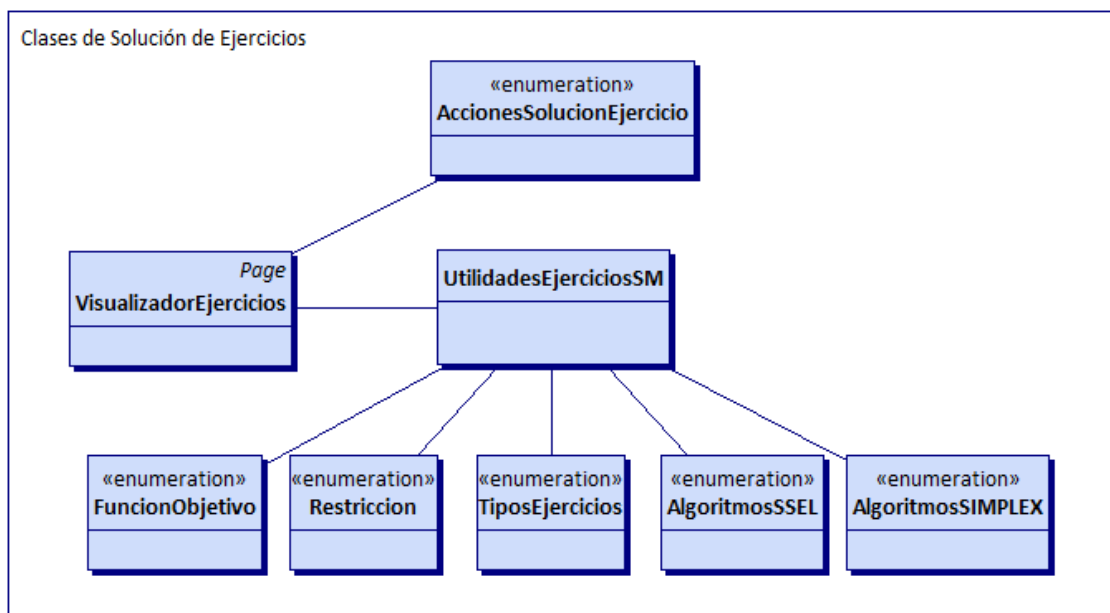 Clases de Solución de Ejercicios
«enumeration»
AccionesSolucionEjercicio
Page
VisualizadorEjercicios
UtilidadesEjerciciosSM
«enumeration»
FuncionObjetivo
«enumeration»
Restriccion
«enumeration»
TiposEjercicios
«enumeration»
AlgoritmosSSEL
«enumeration»
AlgoritmosSIMPLEX